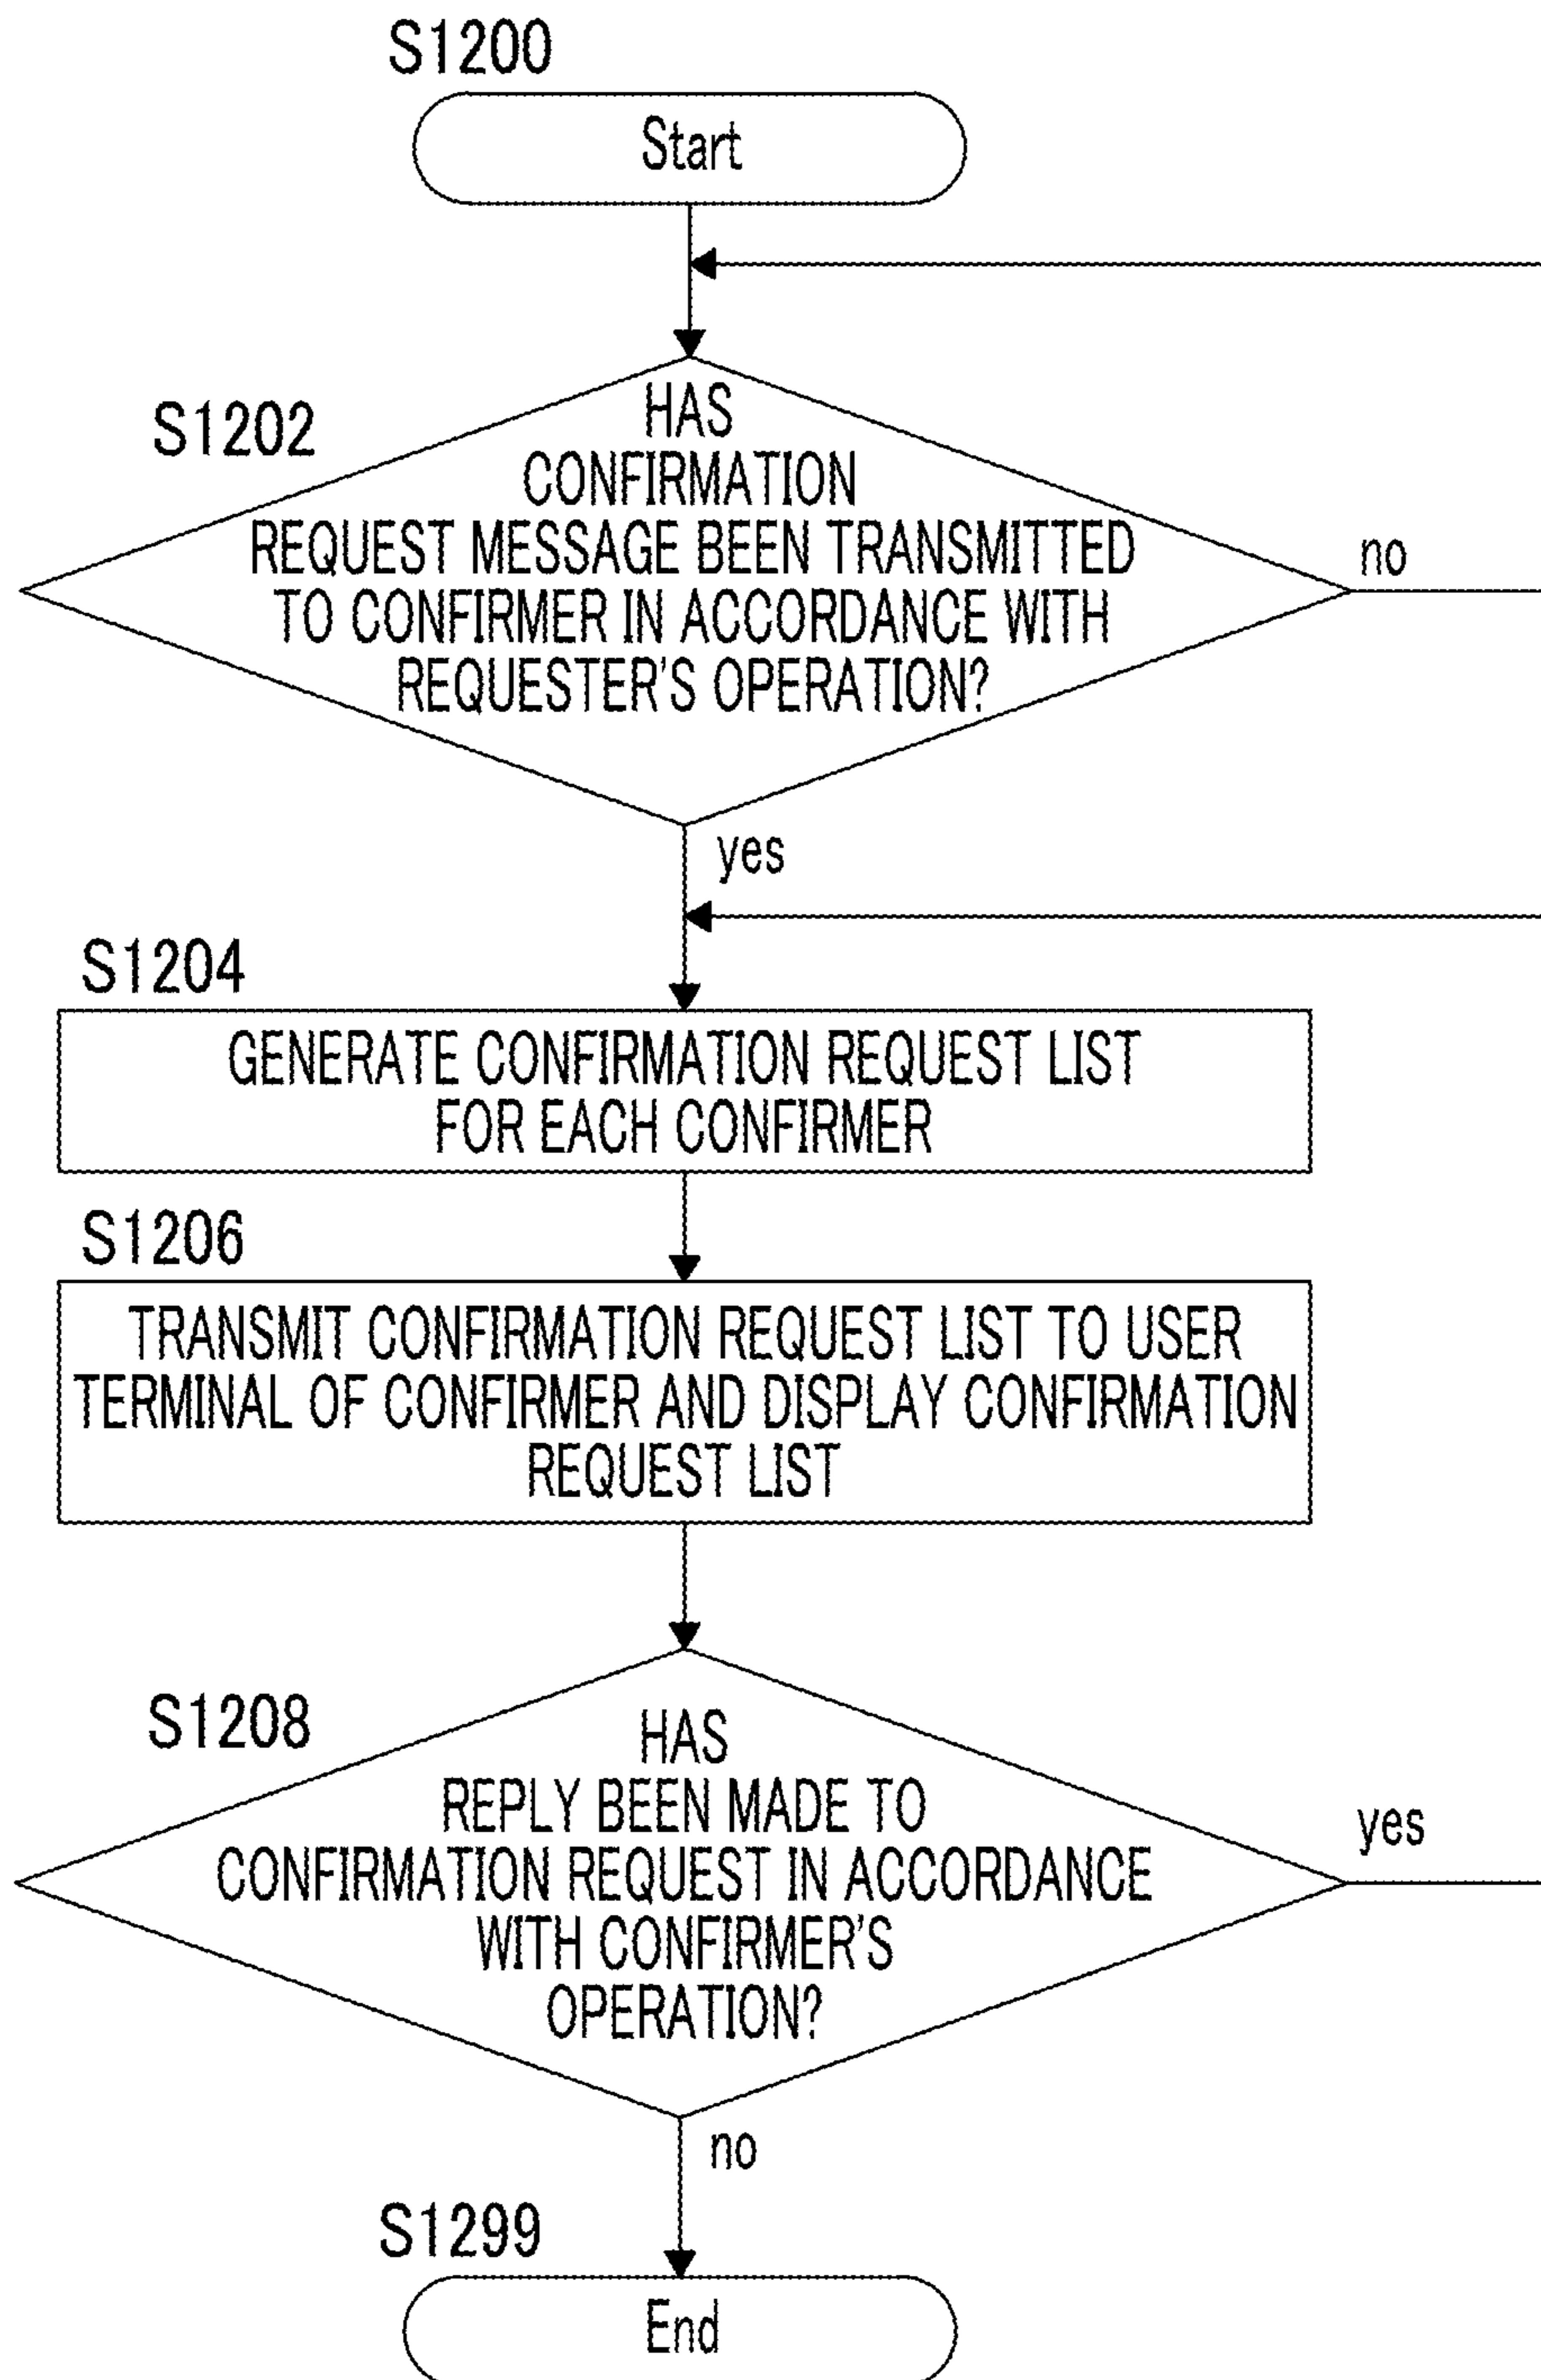 S1200
Start
S1202
HAS
CONFIRMATION
REQUEST MESSAGE BEEN TRANSMITTED
TO CONFIRMER IN ACCORDANCE WITH
REQUESTER'S OPERATION?
no
yes
S1204
GENERATE CONFIRMATION REQUEST LIST
FOR EACH CONFIRMER
S1206
TRANSMIT CONFIRMATION REQUEST LIST TO USER
TERMINAL OF CONFIRMER AND DISPLAY CONFIRMATION
REQUEST LIST
S1208
HAS
REPLY BEEN MADE TO
CONFIRMATION REQUEST IN ACCORDANCE
WITH CONFIRMER'S
OPERATION?
yes
no
S1299
End